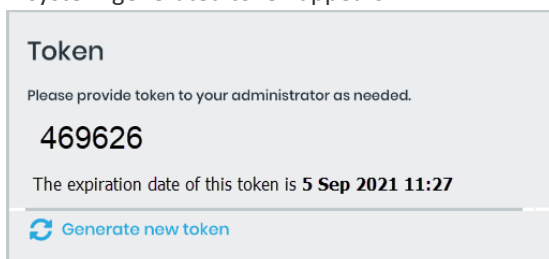 Token
Please provide token to your administrator as needed.
469626
The expiration date of this token is 5 Sep 2021 11:27
Generate new token